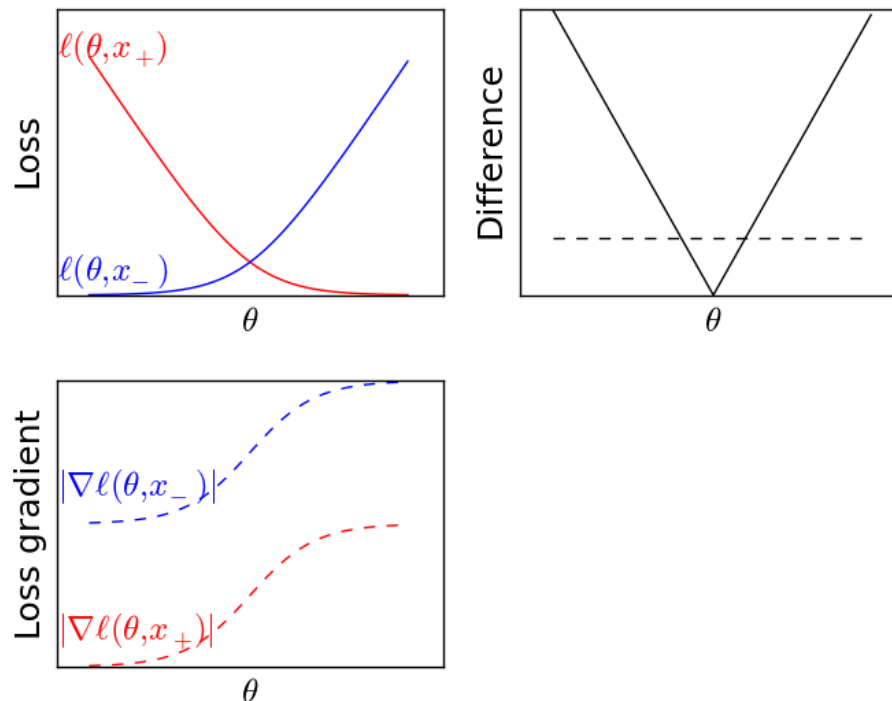 ℓ(θ,x₊)
Loss
ℓ(θ,x₋)
θ
Difference
θ
Loss gradient
|∇ℓ(θ,x₋)|
|∇ℓ(θ,x₊)|
θ